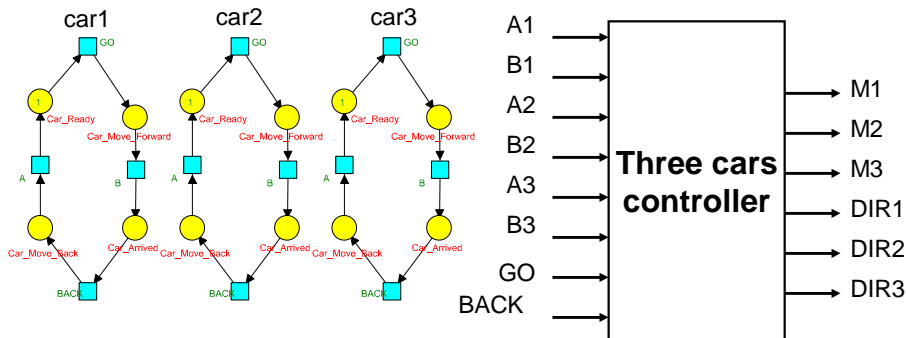 car1
GO
1
Car_Ready
Car_Move_Forward
A
B
Car_Move_Back
Car_Arrived
BACK
car2
GO
1
Car_Ready
Car_Move_Forward
A
B
Car_Move_Back
Car_Arrived
BACK
car3
GO
1
Car_Ready
Car_Move_Forward
A
B
Car_Move_Back
Car_Arrived
BACK
A1
B1
A2
B2
A3
B3
GO
BACK
Three cars
controller
M1
M2
M3
DIR1
DIR2
DIR3